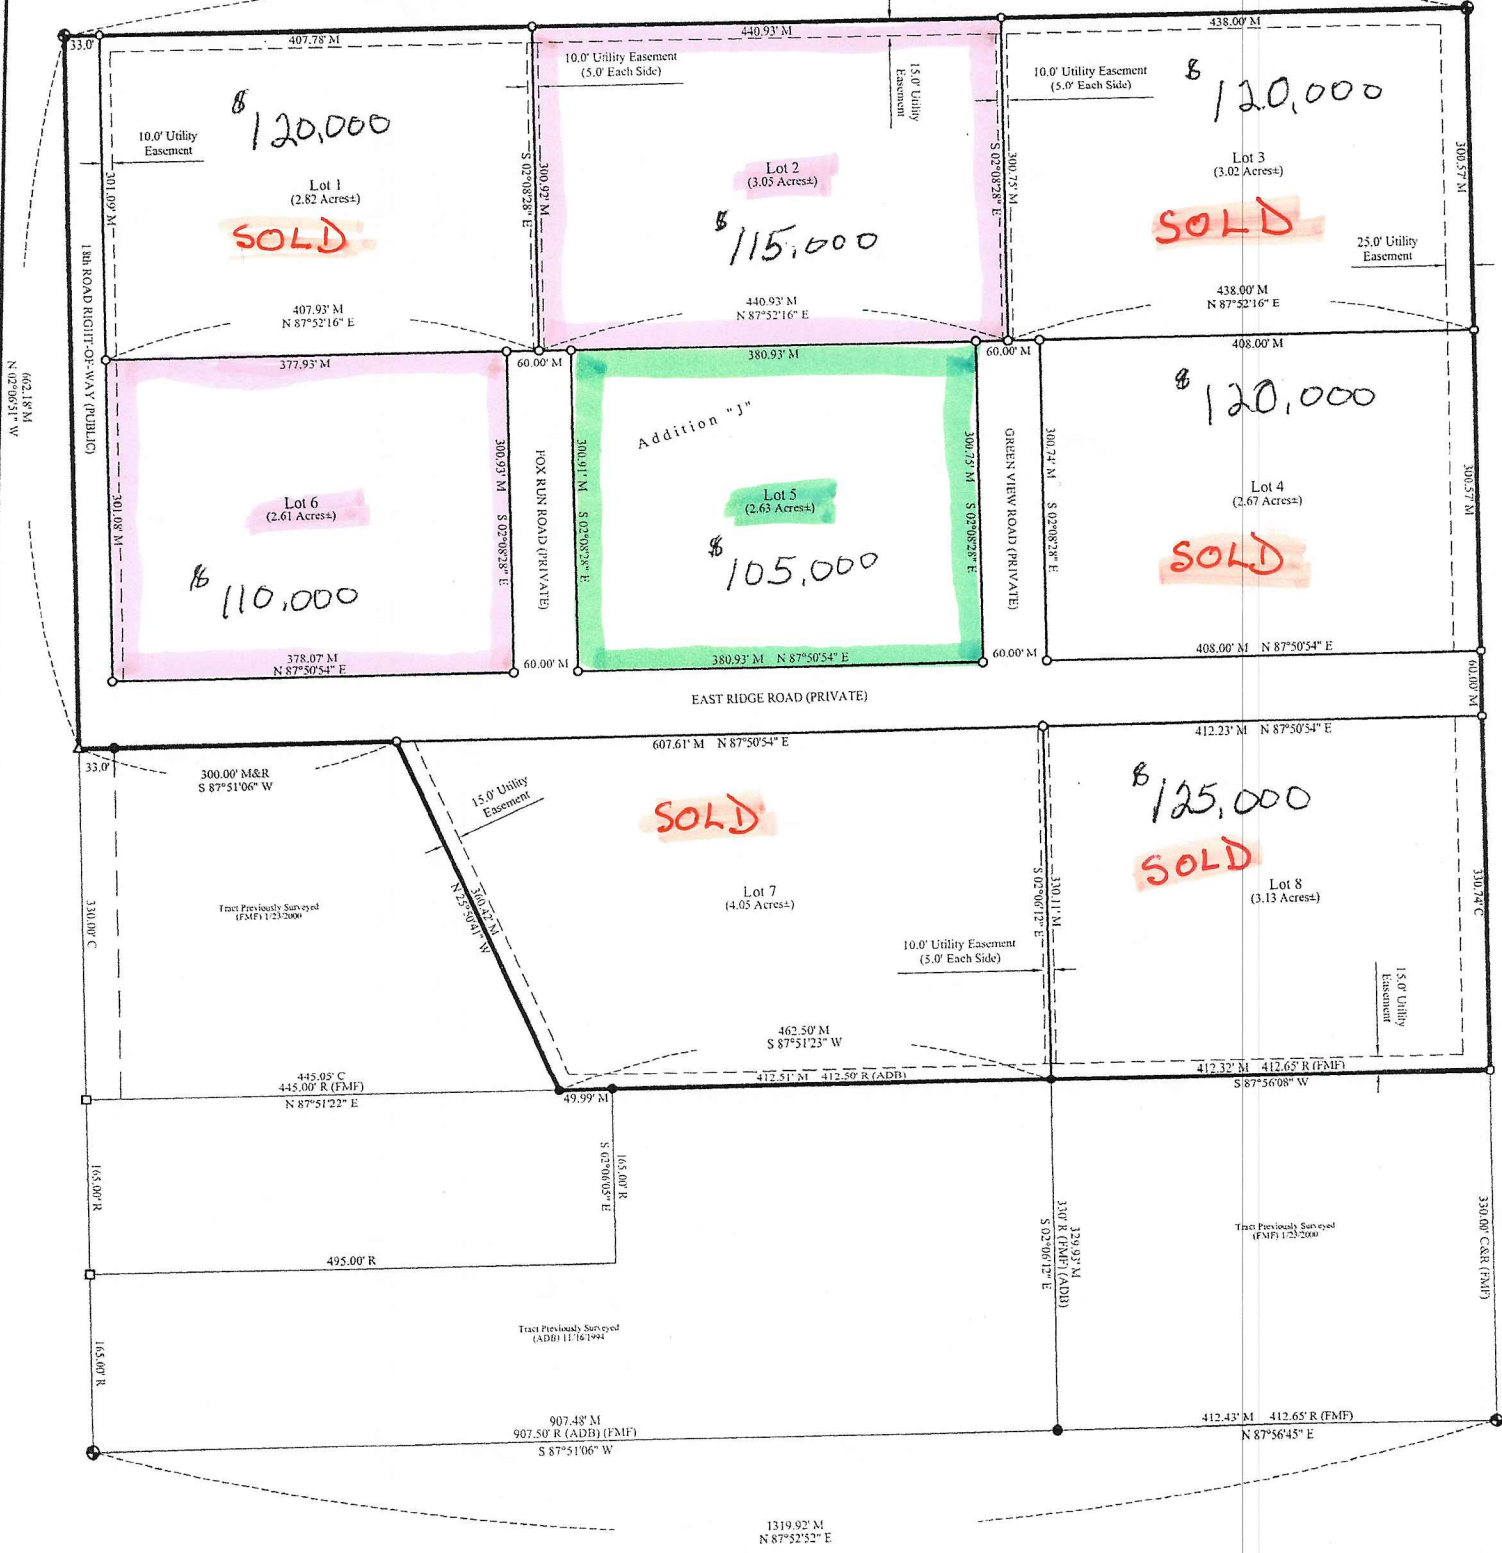 33.0'
407.78' M
440.93' M
438.00' M
10.0' Utility Easement
(5.0' Each Side)
15.0' Utility
Easement
10.0' Utility Easement
(5.0' Each Side)
$ 120,000
$ 120,000
10.0' Utility
Easement
Lot 1
(2.82 Acres±)
SOLD
301.09' M
S 02°08'28" E
300.92' M
Lot 2
(3.05 Acres±)
$ 115,000
S 02°08'28" E
300.75' M
Lot 3
(3.02 Acres±)
SOLD
300.57' M
25.0' Utility
Easement
407.93' M
N 87°52'16" E
440.93' M
N 87°52'16" E
438.00' M
N 87°52'16" E
18th ROAD RIGHT-OF-WAY (PUBLIC)
662.18' M
N 02°06'51" W
377.93' M
60.00' M
380.93' M
60.00' M
408.00' M
Addition "J"
$ 120,000
301.08' M
Lot 6
(2.61 Acres±)
$ 110,000
300.93' M S 02°08'28" E
FOX RUN ROAD (PRIVATE)
300.91' M S 02°08'28" E
Lot 5
(2.63 Acres±)
$ 105,000
300.75' M S 02°08'28" E
GREEN VIEW ROAD (PRIVATE)
300.74' M S 02°08'28" E
Lot 4
(2.67 Acres±)
SOLD
300.57' M
378.07' M
N 87°50'54" E
60.00' M
380.93' M N 87°50'54" E
60.00' M
408.00' M N 87°50'54" E
60.00' M
EAST RIDGE ROAD (PRIVATE)
33.0'
300.00' M&R
S 87°51'06" W
607.61' M N 87°50'54" E
412.23' M N 87°50'54" E
15.0' Utility
Easement
SOLD
$ 125,000
SOLD
Lot 7
(4.05 Acres±)
Lot 8
(3.13 Acres±)
330.00' C
Tract Previously Surveyed
(FMF) 1/23/2000
360.42' M
N 25°50'41" W
S 02°06'12" E
330.11' M
330.74' C
10.0' Utility Easement
(5.0' Each Side)
15.0' Utility
Easement
462.50' M
S 87°51'23" W
445.05' C
445.00' R (FMF)
N 87°51'22" E
412.51' M 412.50' R (ADB)
412.32' M 412.65' R (FMF)
S 87°56'08" W
49.99' M
165.00' R
165.00' R
S 02°06'05" E
329.93' M
330' R (FMF) (ADB)
S 02°06'12" E
Tract Previously Surveyed
(FMF) 1/23/2000
330.00' C&R (FMF)
495.00' R
Tract Previously Surveyed
(ADB) 11/16/1994
165.00' R
907.48' M
907.50' R (ADB) (FMF)
S 87°51'06" W
412.43' M 412.65' R (FMF)
N 87°56'45" E
1319.92' M
N 87°52'52" E